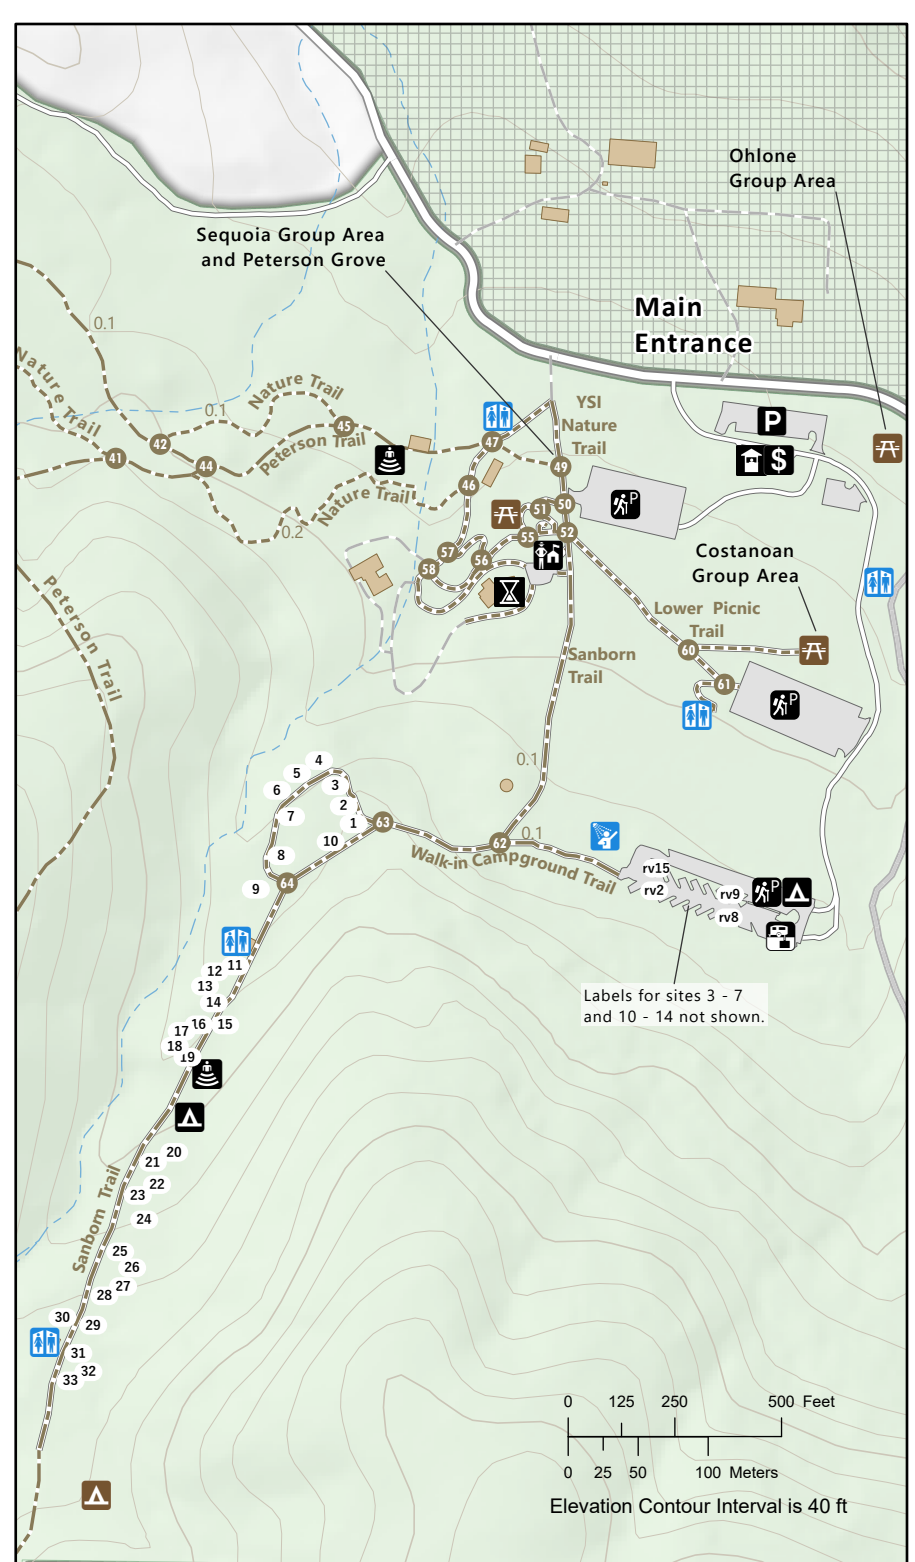 Ohlone
Group Area
Sequoia Group Area
and Peterson Grove
Main
Entrance
0.1
Nature Trail
0.1
Nature Trail
YSI
Nature
Trail
P
$
45
42
47
41
44
Peterson Trail
49
46
Nature Trail
P
50
51
0.2
52
55
57
56
58
Costanoan
Group Area
Peterson Trail
Lower Picnic
Trail
60
Sanborn
Trail
61
P
0.1
4
5
6
3
2
7
1
63
10
0.1
62
8
Walk-in Campground Trail
9
64
rv15
rv2
rv9
P
rv8
11
12
13
14
Labels for sites 3 - 7
and 10 - 14 not shown.
16
15
17
18
19
20
21
22
23
Sanborn Trail
24
25
26
27
28
30
29
31
32
33
0 125 250 500 Feet
0 25 50 100 Meters
Elevation Contour Interval is 40 ft